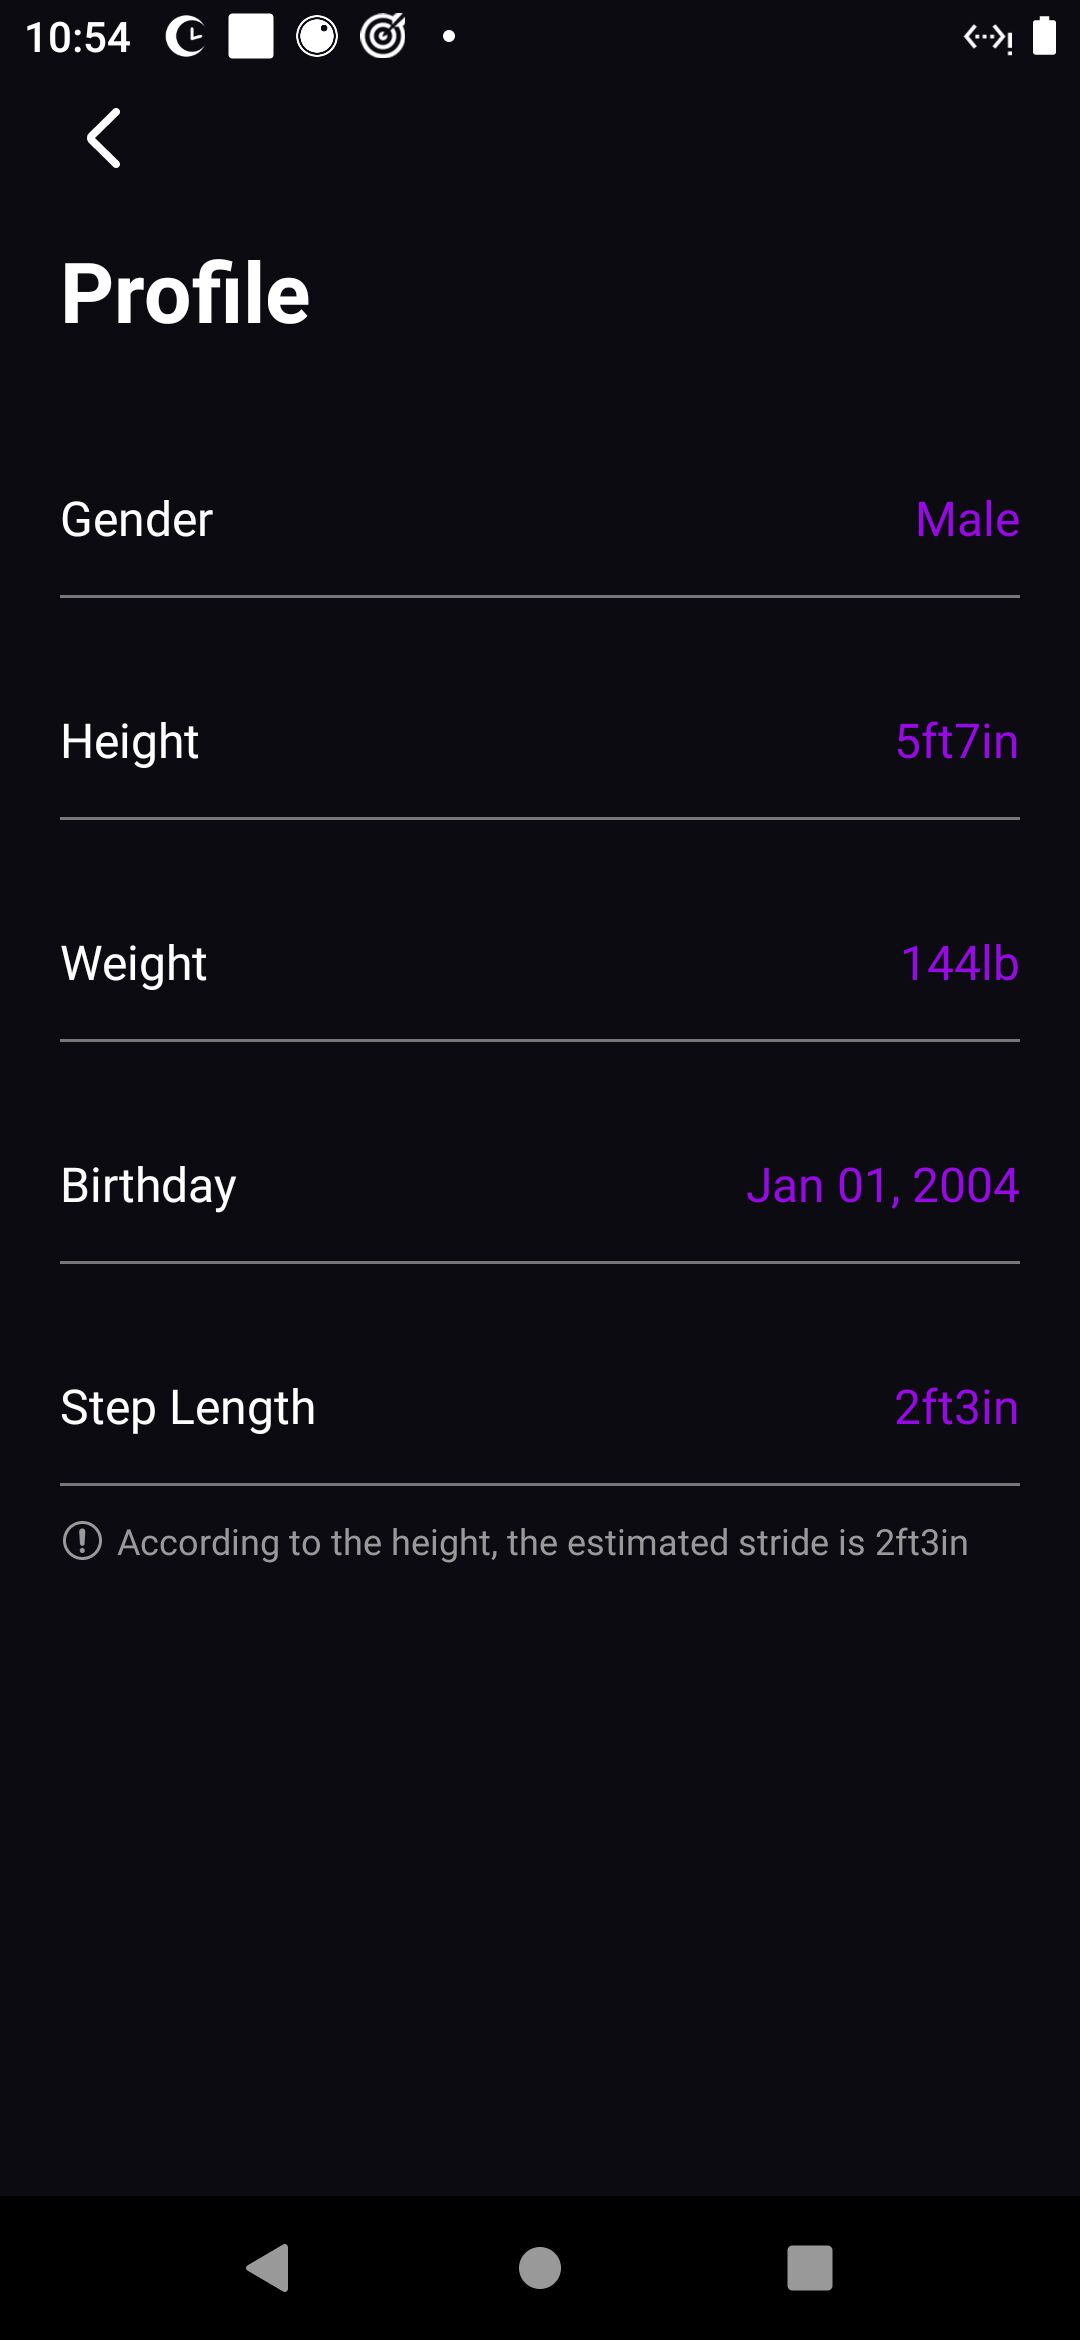 10:54
Profile
Gender Male
Height 5ft7in
Weight 144lb
Birthday Jan 01, 2004
Step Length 2ft3in
According to the height, the estimated stride is 2ft3in